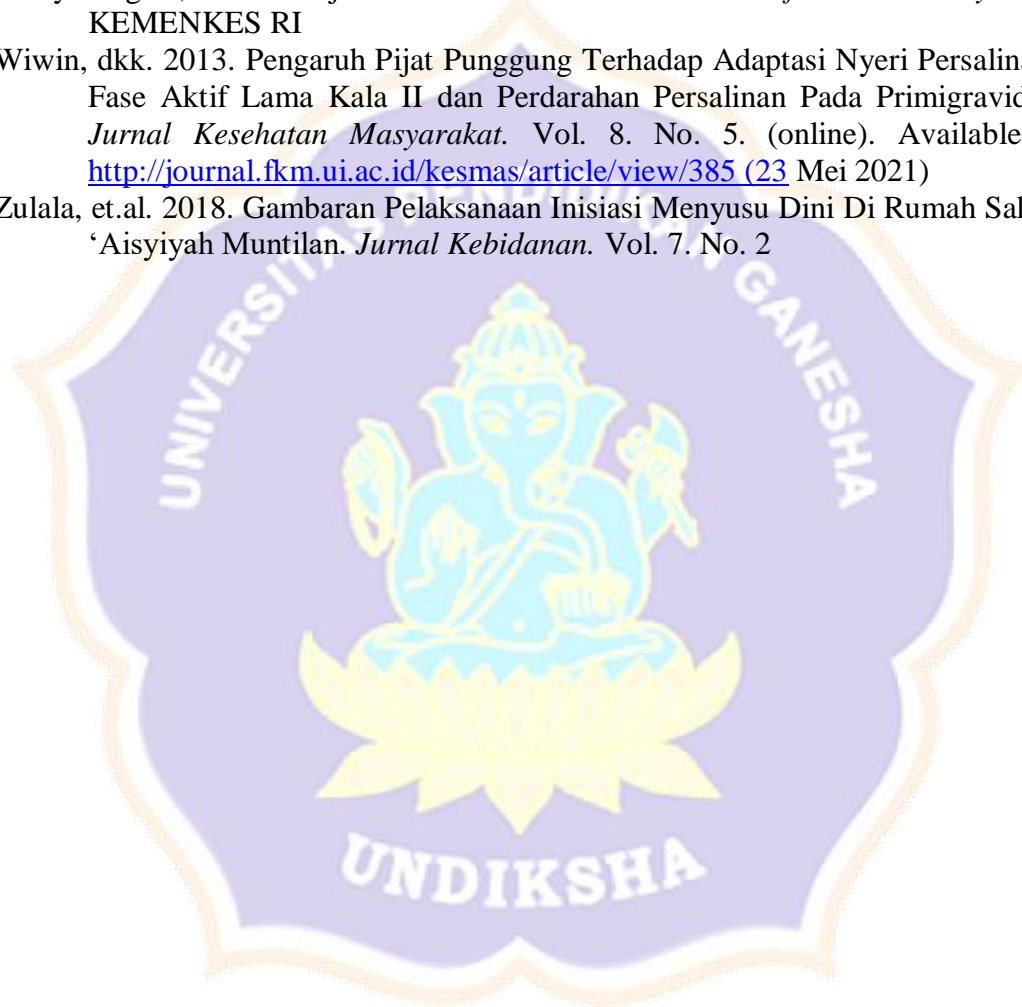 KEMENKES RI
Wiwin, dkk. 2013. Pengaruh Pijat Punggung Terhadap Adaptasi Nyeri Persalina
Fase Aktif Lama Kala II dan Perdarahan Persalinan Pada Primigravid
Jurnal Kesehatan Masyarakat. Vol. 8. No. 5. (online). Available
http://journal.fkm.ui.ac.id/kesmas/article/view/385 (23 Mei 2021)
Zulala, et.al. 2018. Gambaran Pelaksanaan Inisiasi Menyusu Dini Di Rumah Sak
‘Aisyiyah Muntilan. Jurnal Kebidanan. Vol. 7. No. 2
UNIVERSITAS PENDIDIKAN GANESHA
UNDIKSHA